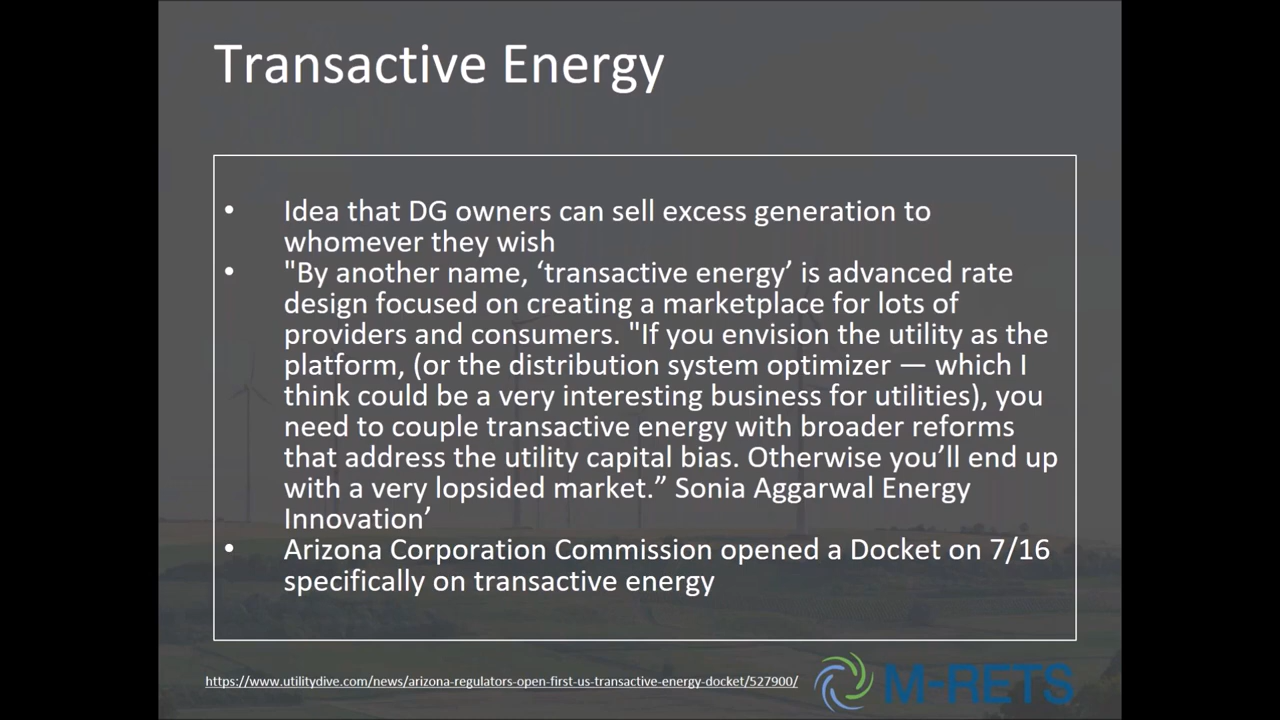 Transactive Energy
• Idea that DG owners can sell excess generation to
whomever they wish
• "By another name, ‘transactive energy’ is advanced rate
design focused on creating a marketplace for lots of
providers and consumers. "If you envision the utility as the
platform, (or the distribution system optimizer — which I
think could be a very interesting business for utilities), you
need to couple transactive energy with broader reforms
that address the utility capital bias. Otherwise you’ll end up
with a very lopsided market.” Sonia Aggarwal Energy
Innovation’
• Arizona Corporation Commission opened a Docket on 7/16
specifically on transactive energy
https://www.utilitydive.com/news/arizona-regulators-open-first-us-transactive-energy-docket/527900/
M-RETS